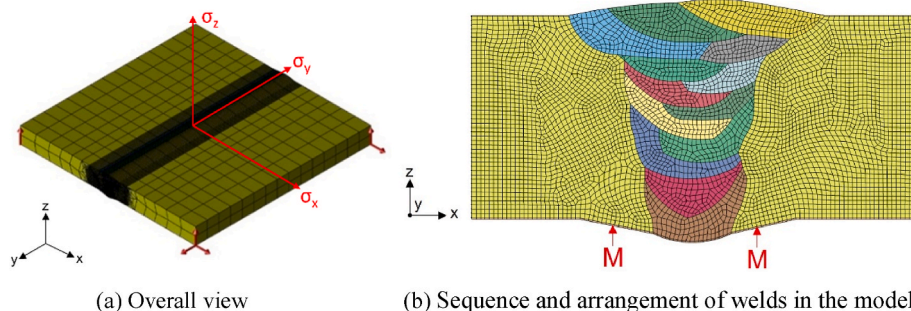 σz
σy
σx
z
y
x
z
y
x
M
M
(a) Overall view
(b) Sequence and arrangement of welds in the model